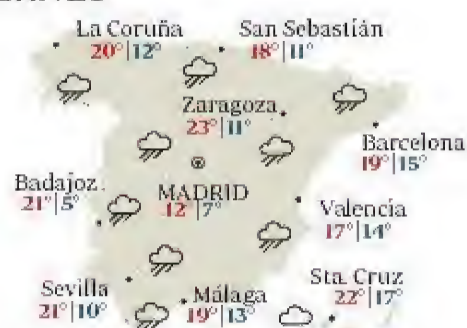 La Coruña
20°|12°
San Sebastián
18°|11°
Zaragoza
23°|11°
Barcelona
19°|15°
Badajoz
21°|5°
MADRID
12°|7°
Valencia
17°|14°
Sevilla
21°|10°
Málaga
19°|13°
Sta. Cruz
22°|17°